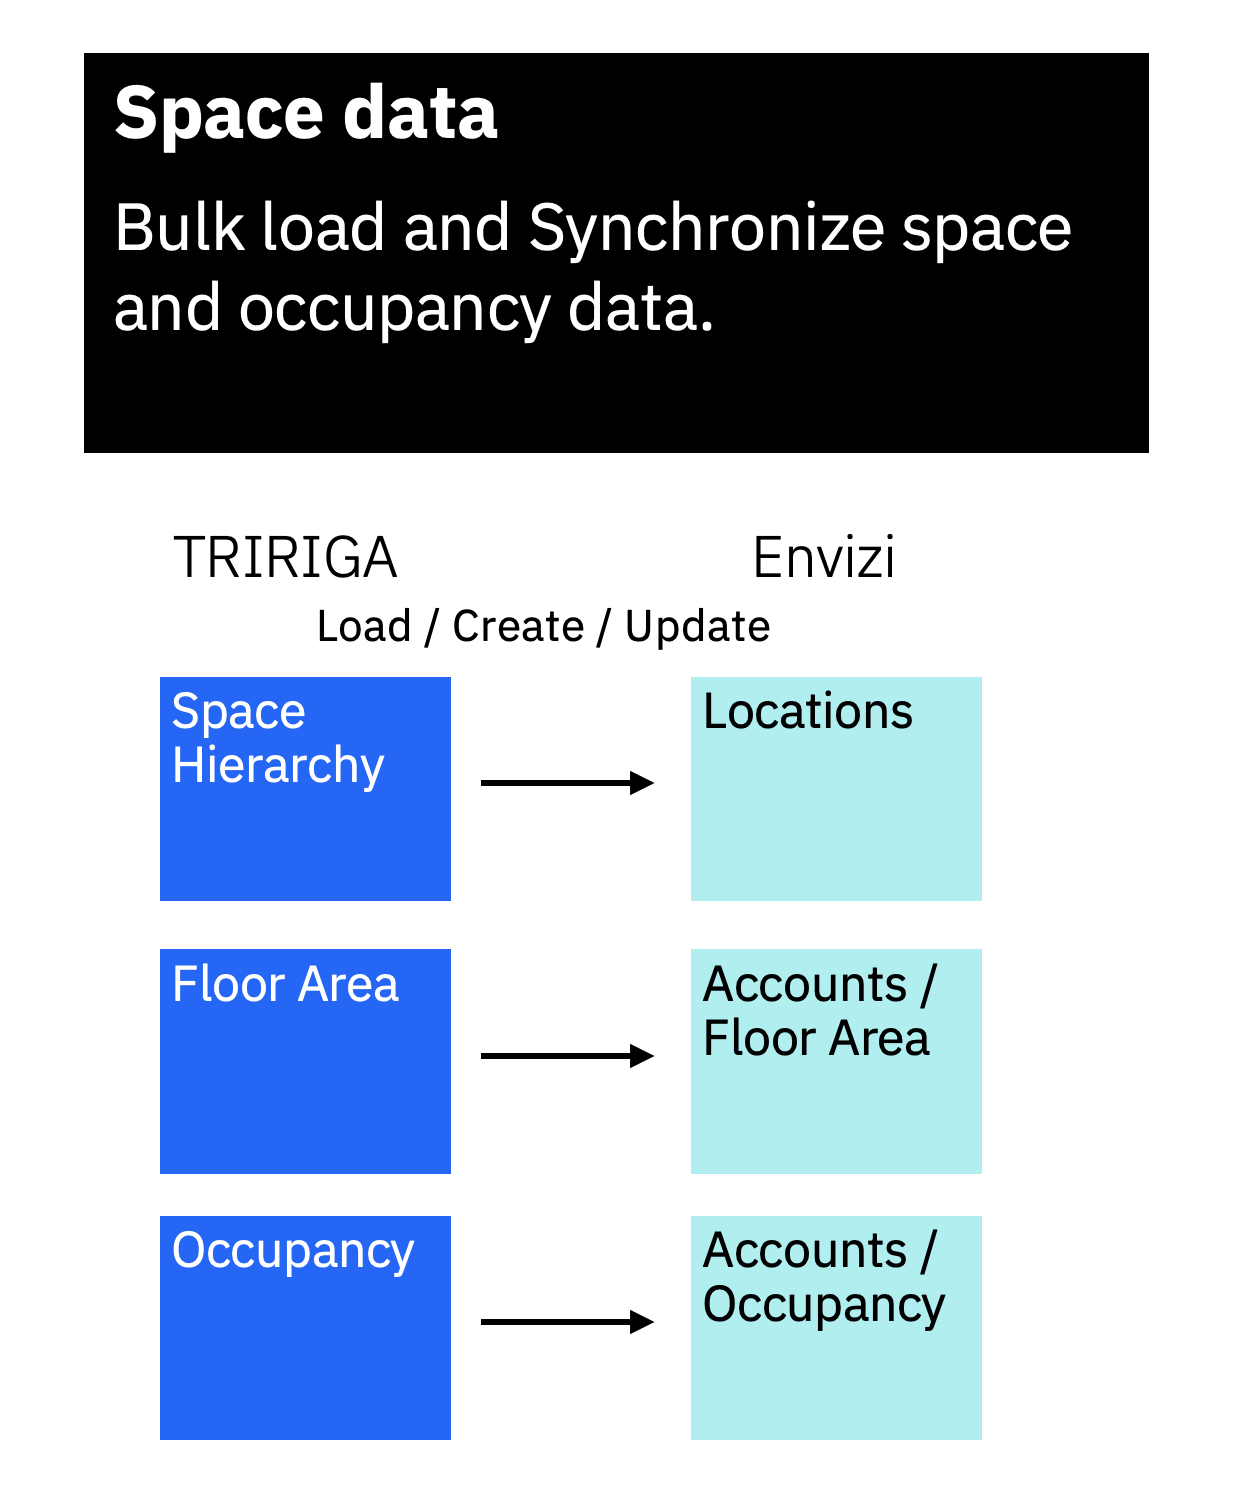 Space data
Bulk load and Synchronize space
and occupancy data.
TRIRIGA
Envizi
Load / Create / Update
Space
Hierarchy
Locations
Floor Area
Accounts /
Floor Area
Occupancy
Accounts /
Occupancy